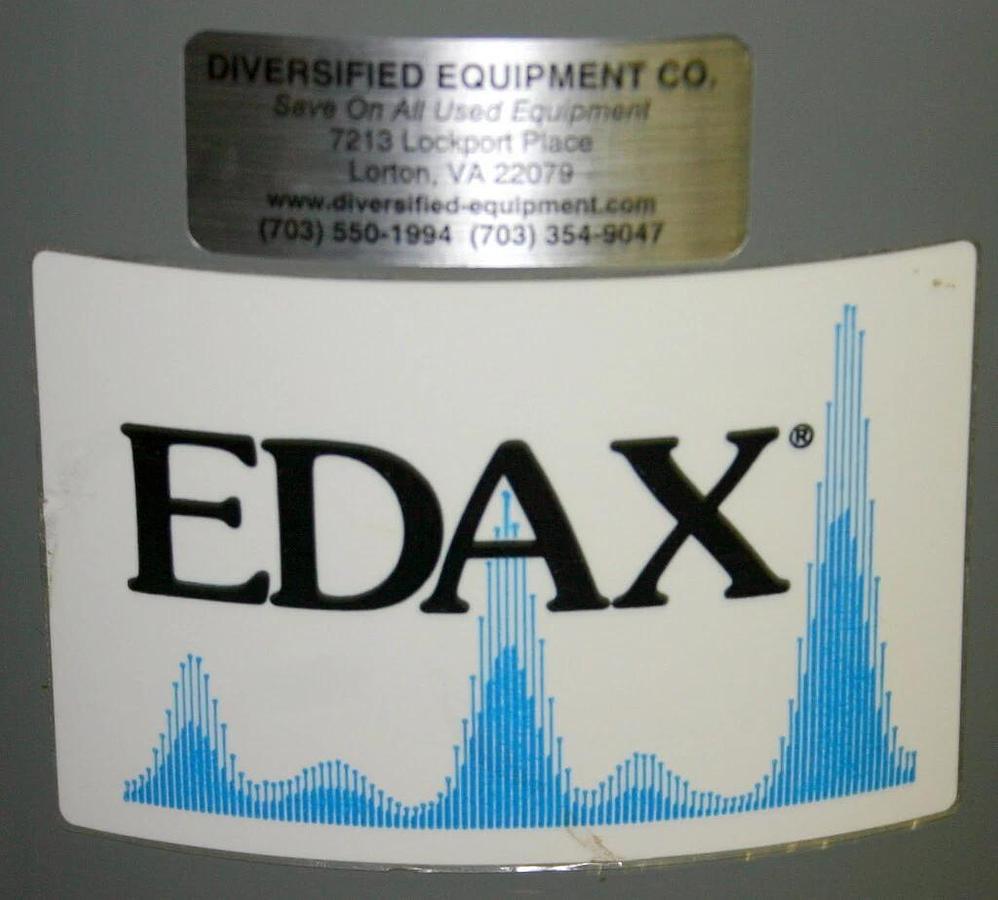 DIVERSIFIED EQUIPMENT CO.
Save On All Used Equipment
7213 Lockport Place
Lorton, VA 22079
www.diversified-equipment.com
(703) 550-1994 (703) 354-9047
EDAX®